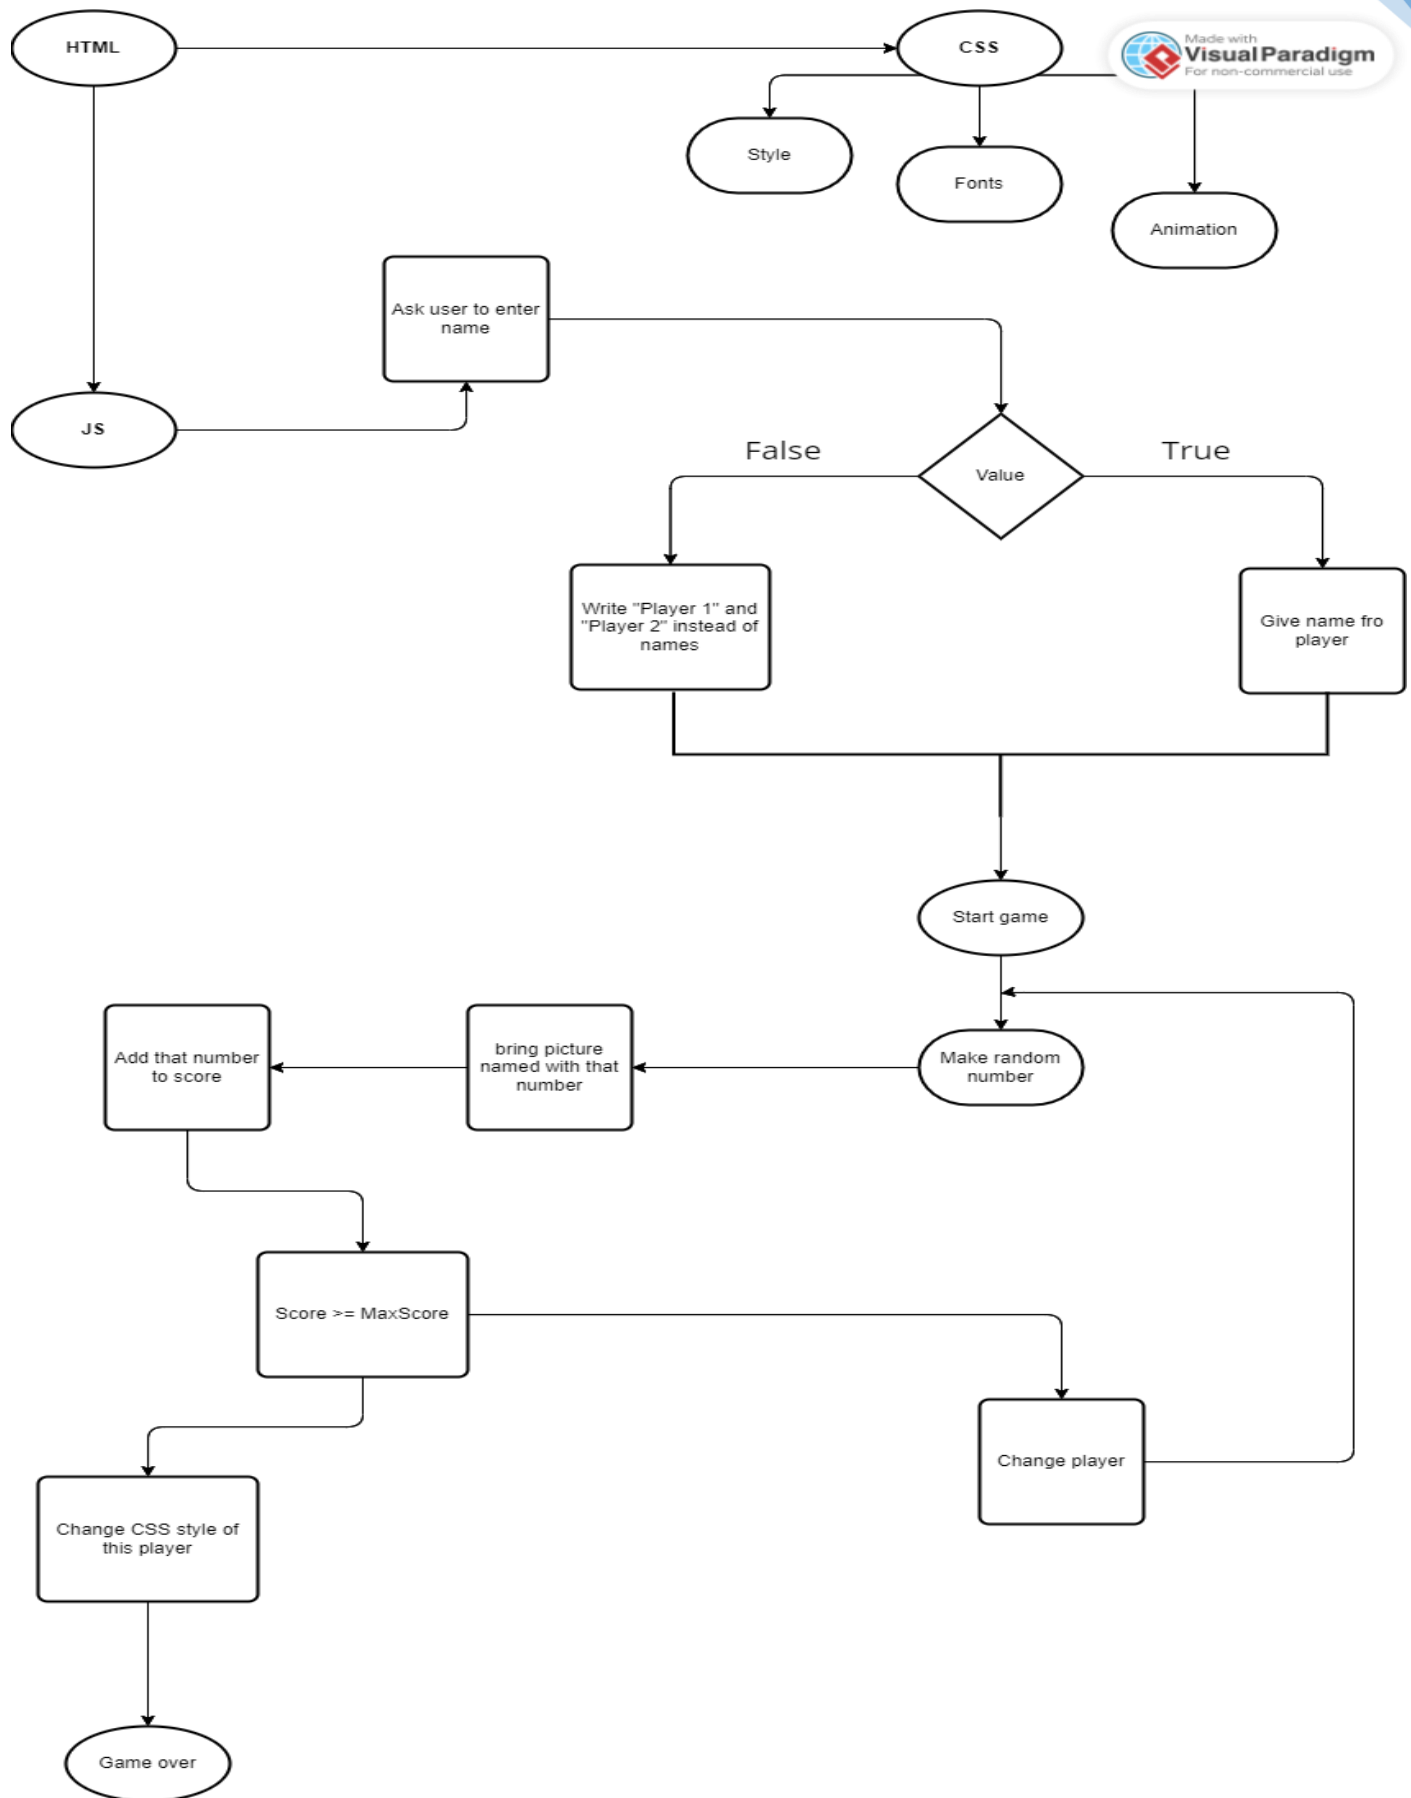 HTML
CSS
Made with
Visual Paradigm
For non-commercial use
Style
Fonts
Animation
Ask user to enter
name
JS
False
True
Value
Write "Player 1" and
"Player 2" instead of
names
Give name fro
player
Start game
Add that number
to score
bring picture
named with that
number
Make random
number
Score >= MaxScore
Change player
Change CSS style of
this player
Game over